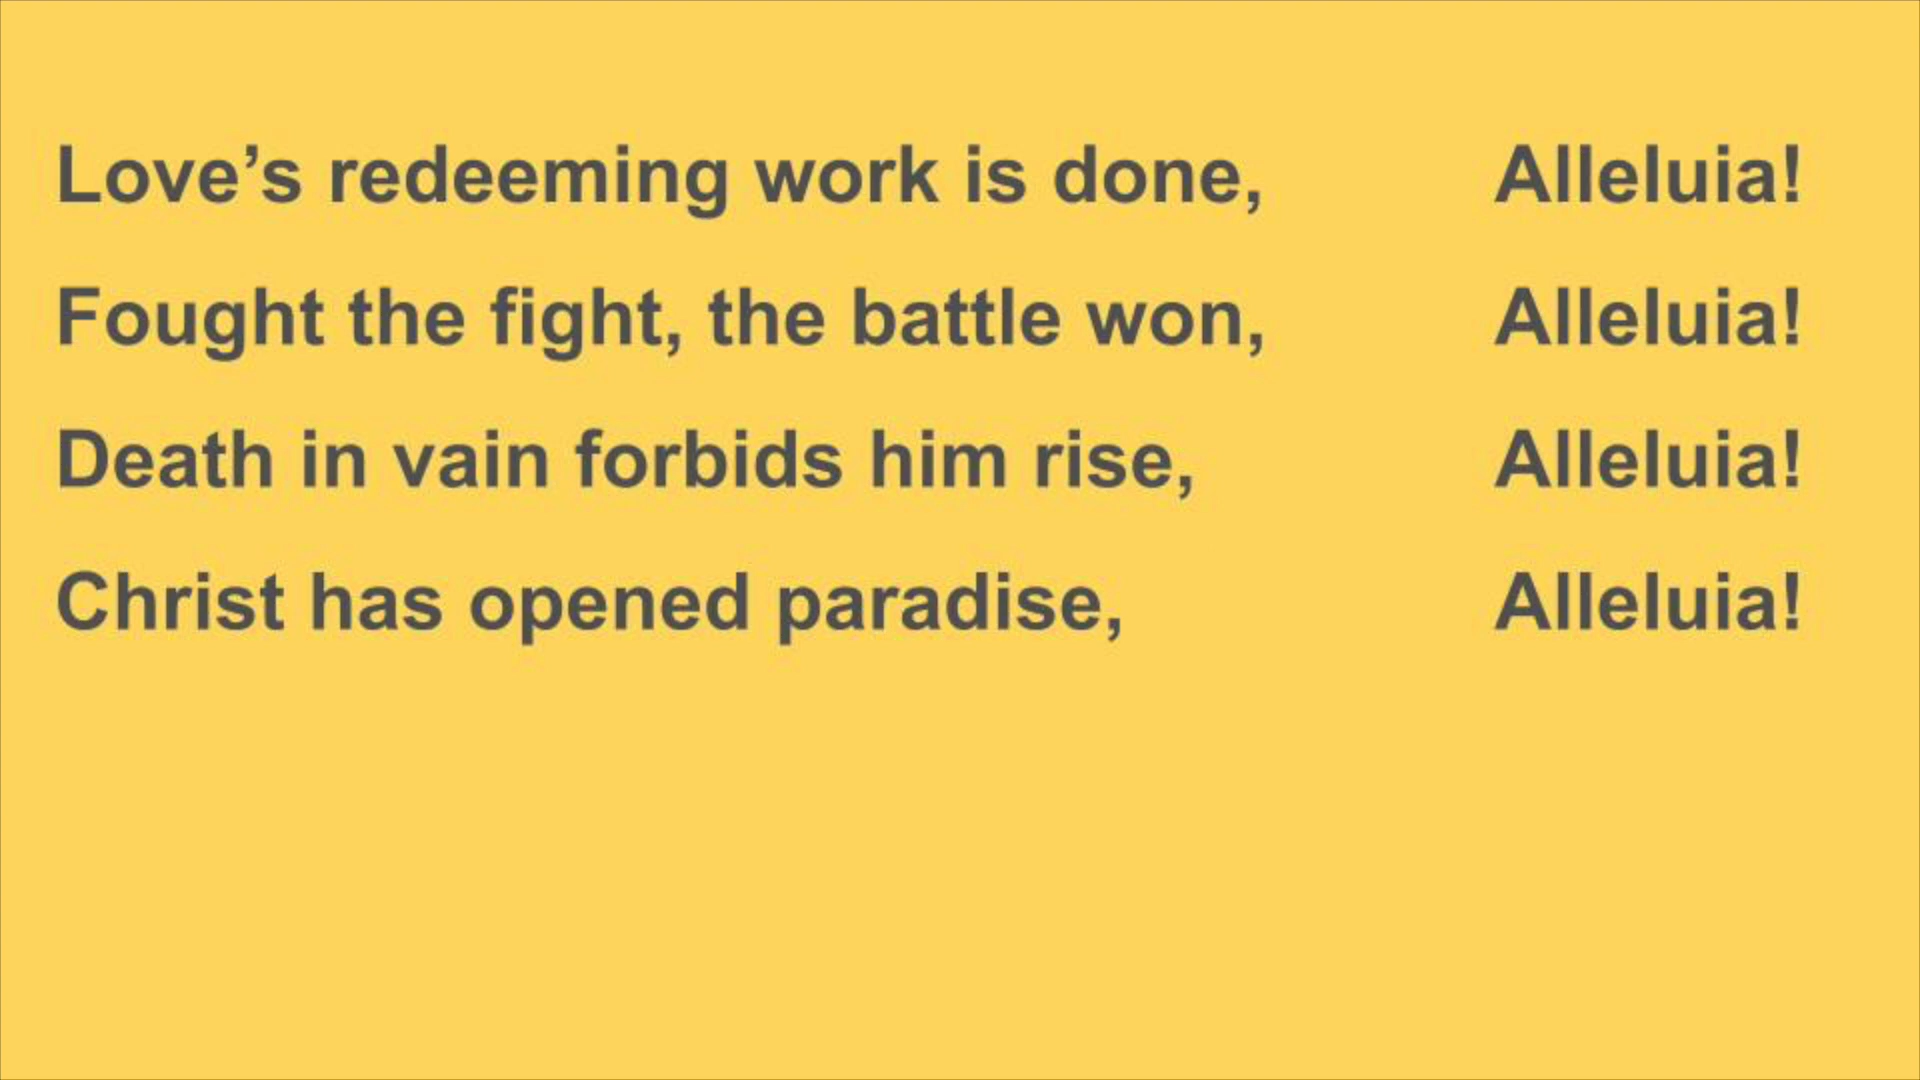 Love’s redeeming work is done, Alleluia!
Fought the fight, the battle won, Alleluia!
Death in vain forbids him rise, Alleluia!
Christ has opened paradise, Alleluia!